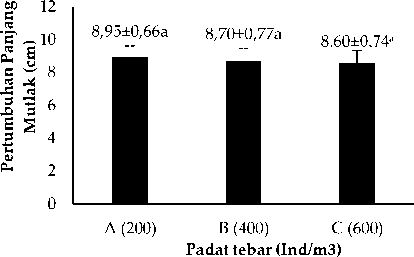 12
10
8
6
4
2
0
Pertumbuhan Panjang
Mutlak (cm)
8,95±0,66a
8,70±0,77a
8,60±0,74ª
A (200)
B (400)
C (600)
Padat tebar (Ind/m3)